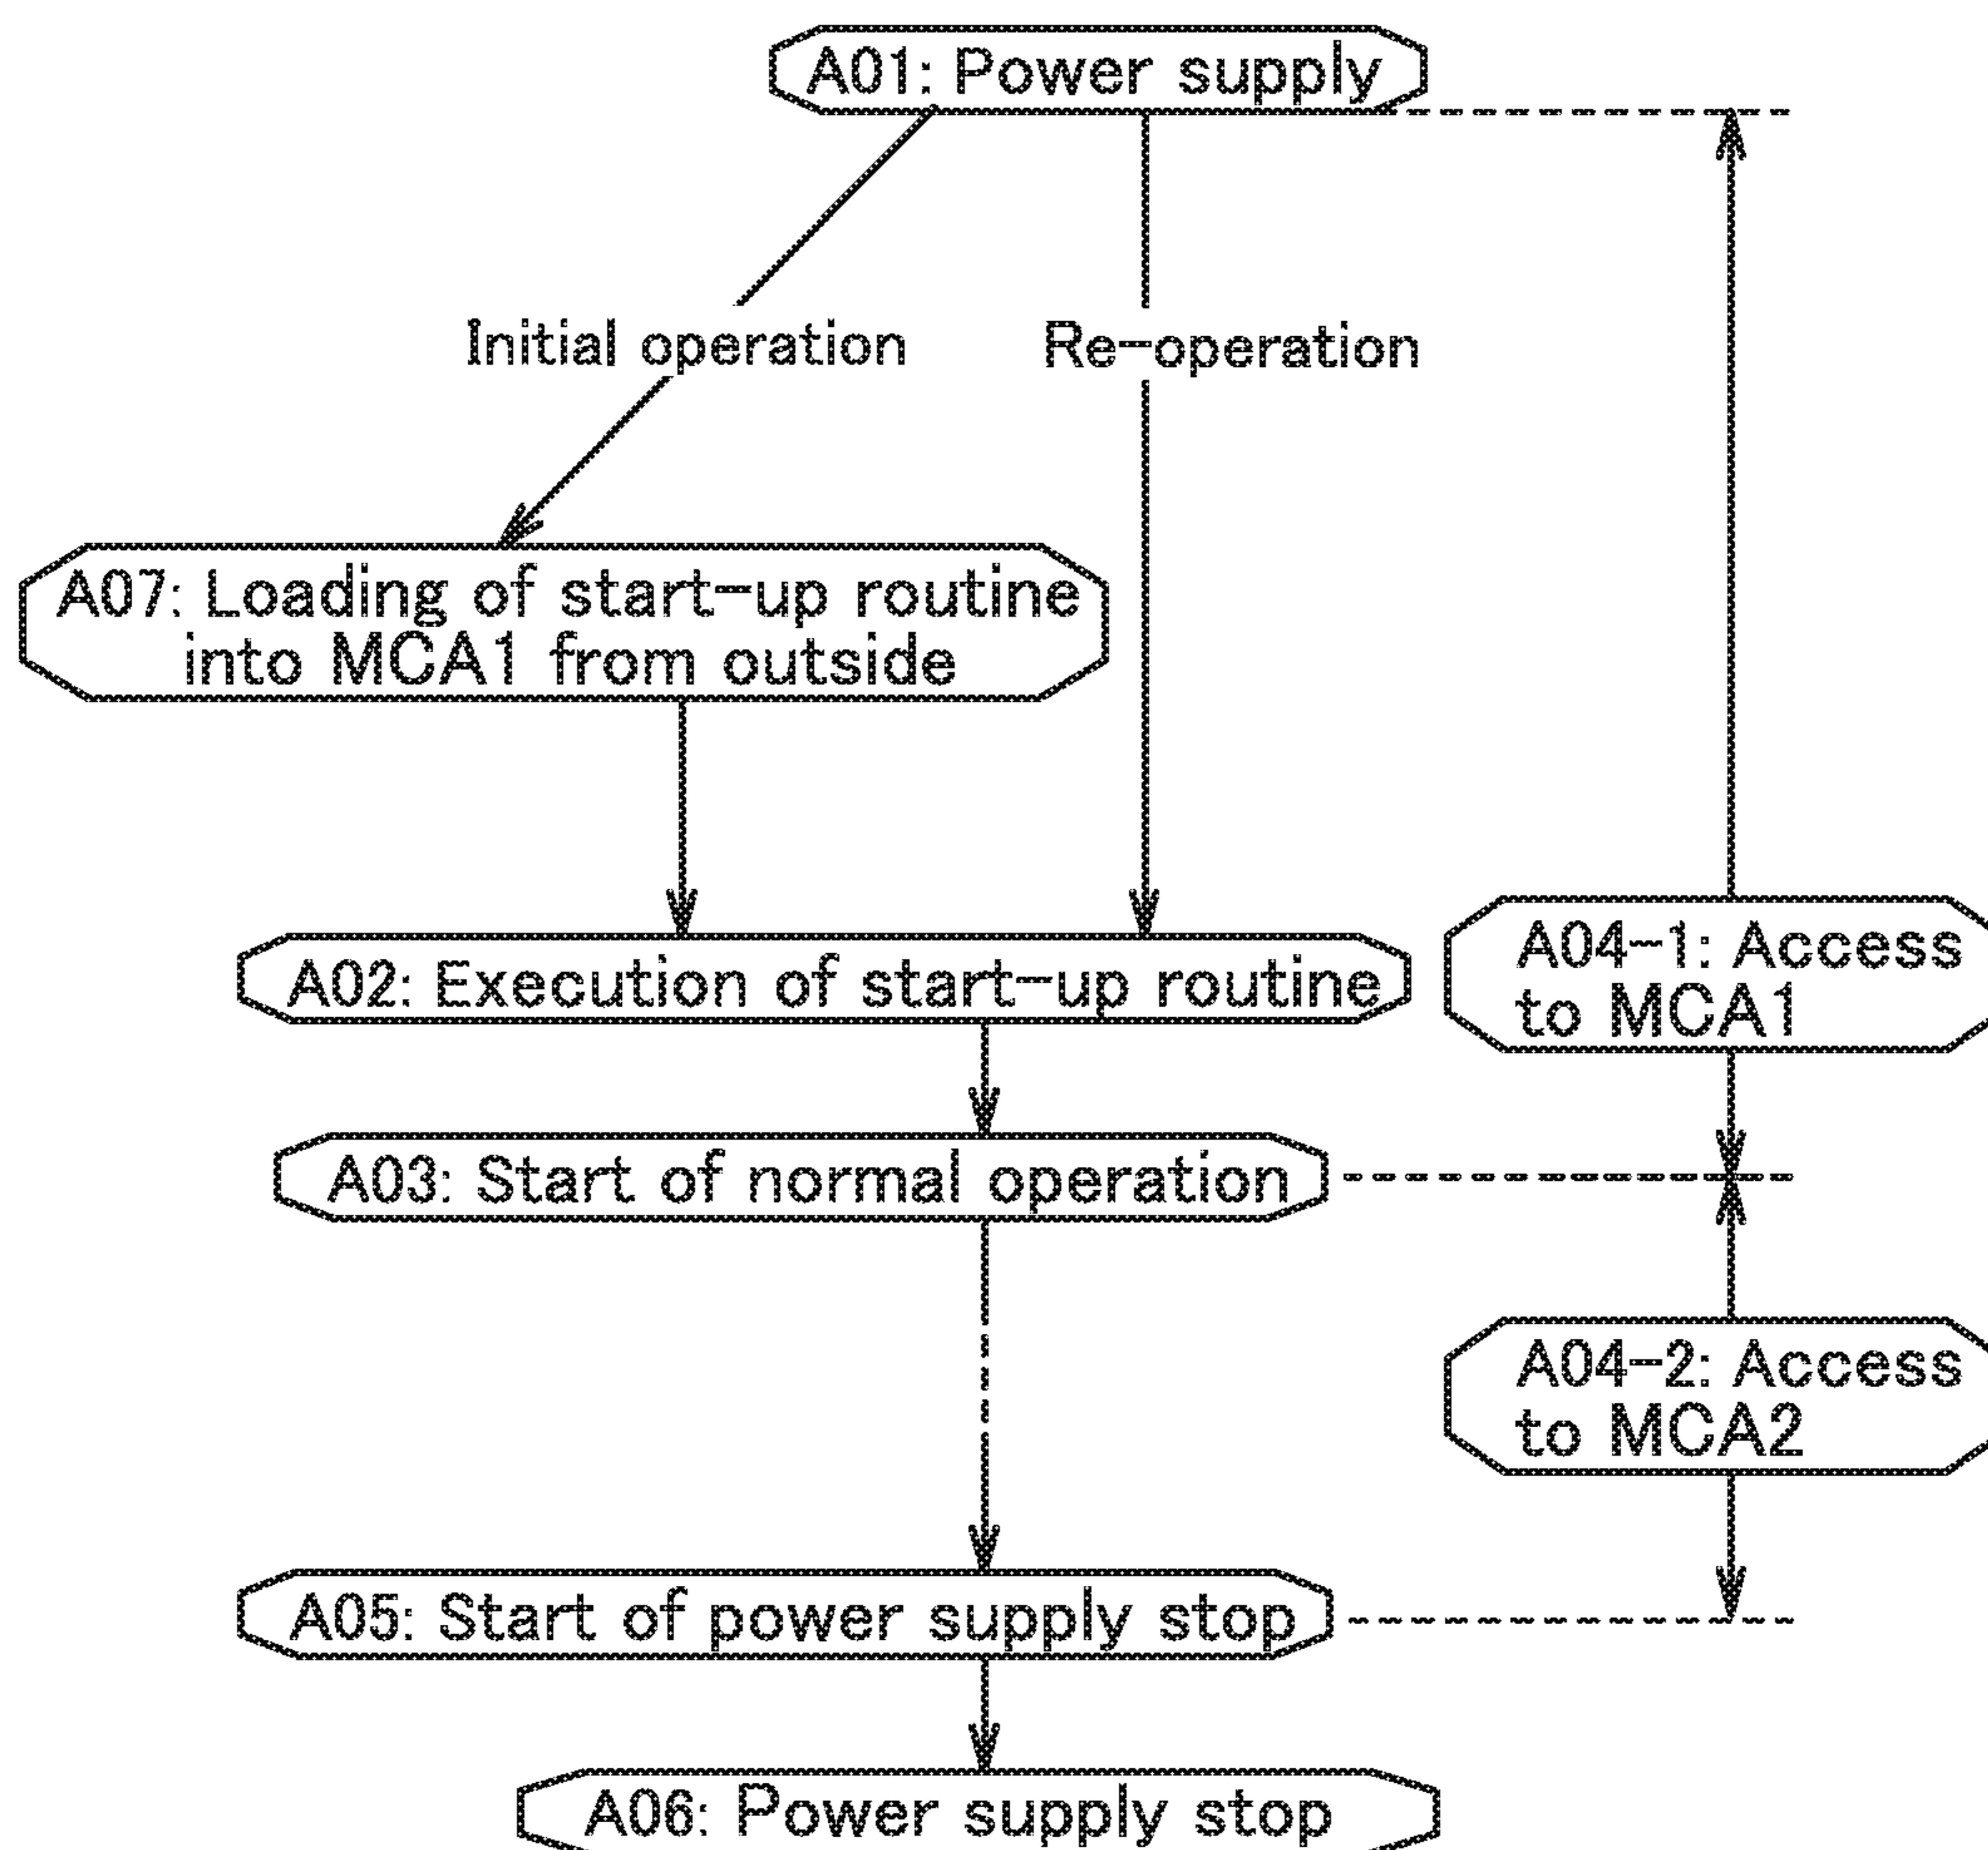 A01: Power supply
Initial operation
Re-operation
A07: Loading of start-up routine
into MCA1 from outside
A02: Execution of start-up routine
A04-1: Access
to MCA1
A03: Start of normal operation
A04-2: Access
to MCA2
A05: Start of power supply stop
A06: Power supply stop